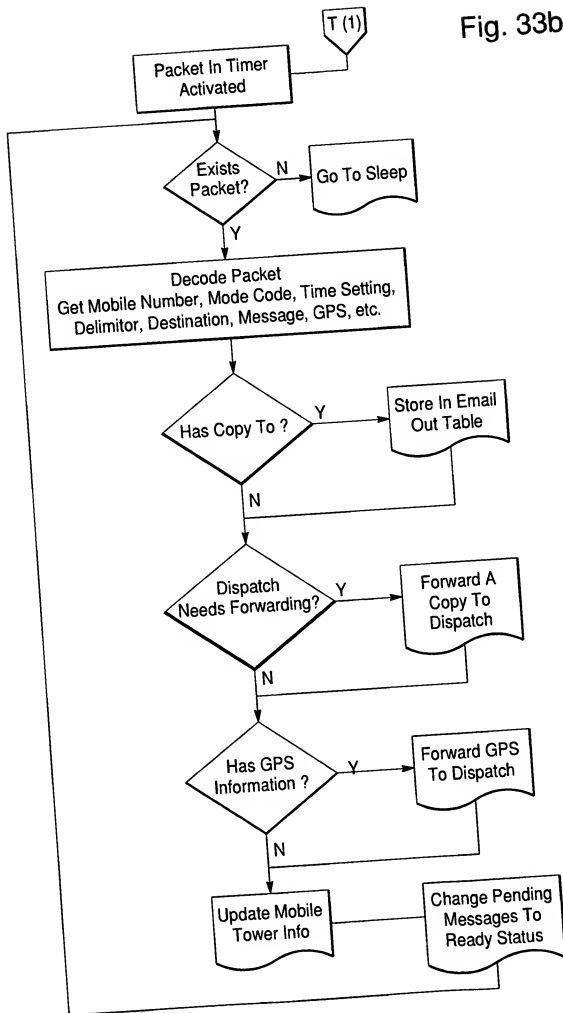 T (1)
Fig. 33b
Packet In Timer
Activated
Exists
Packet?
N
Go To Sleep
Y
Decode Packet
Get Mobile Number, Mode Code, Time Setting,
Delimitor, Destination, Message, GPS, etc.
Has Copy To ?
Y
Store In Email
Out Table
N
Dispatch
Needs Forwarding?
Y
Forward A
Copy To
Dispatch
N
Has GPS
Information ?
Y
Forward GPS
To Dispatch
N
Update Mobile
Tower Info
Change Pending
Messages To
Ready Status